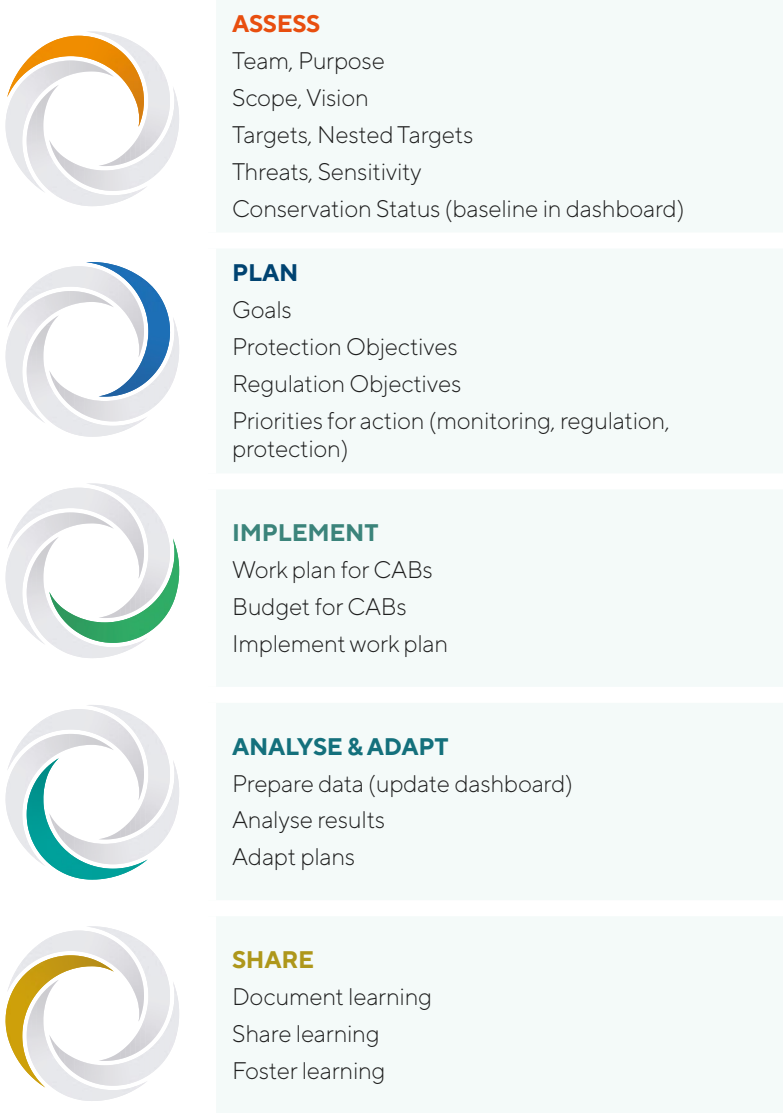 ASSESS
Team, Purpose
Scope, Vision
Targets, Nested Targets
Threats, Sensitivity
Conservation Status (baseline in dashboard)
PLAN
Goals
Protection Objectives
Regulation Objectives
Priorities for action (monitoring, regulation,
protection)
IMPLEMENT
Work plan for CABs
Budget for CABs
Implement work plan
ANALYSE & ADAPT
Prepare data (update dashboard)
Analyse results
Adapt plans
SHARE
Document learning
Share learning
Foster learning